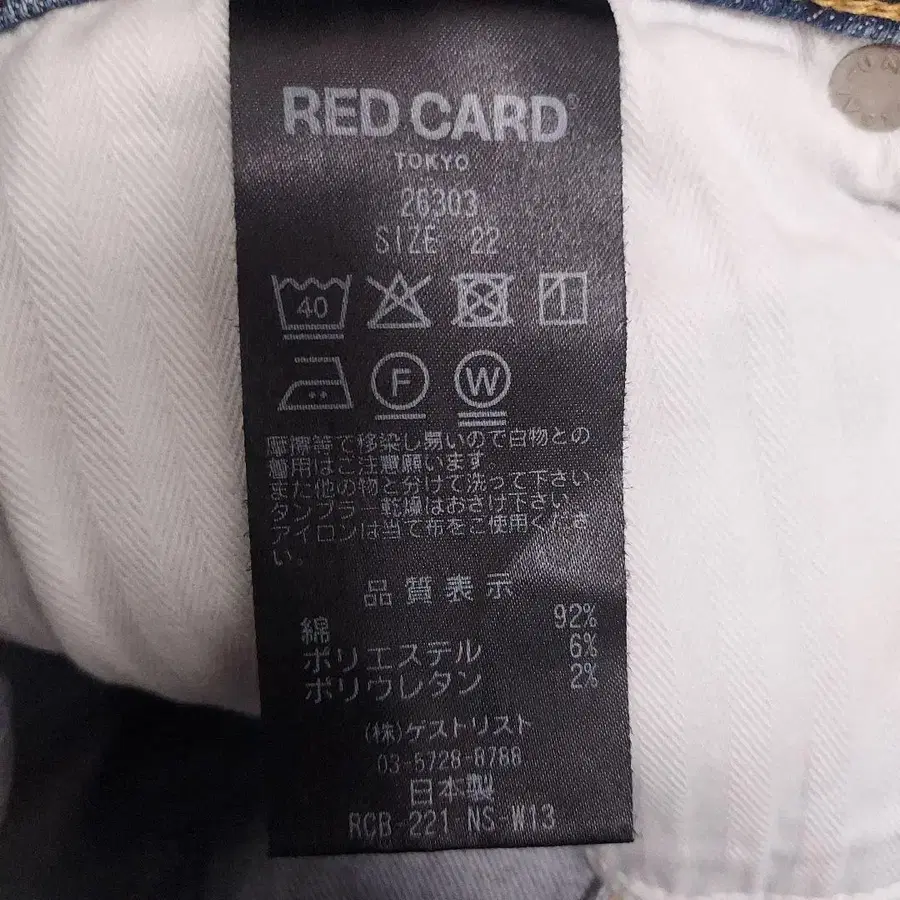 RED CARD®
TOKYO
26303
SIZE 22
40
F W
摩擦等で移染し易いので白物との
着用はご注意願います。
また他の物と分けて洗って下さい。
タンブラー乾燥はおさけ下さい。
アイロンは当て布をご使用くださ
い。
品質表示
綿 92%
ポリエステル 6%
ポリウレタン 2%
(株)ゲストリスト
03-5728-8788
日本製
RCB-221 NS-W13